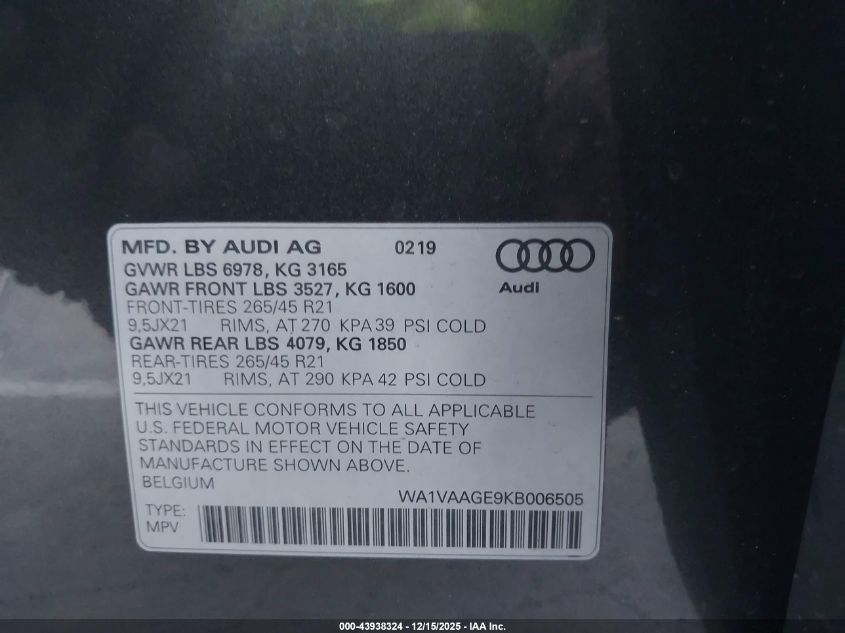 MFD. BY AUDI AG 0219
GVWR LBS 6978, KG 3165
GAWR FRONT LBS 3527, KG 1600
Audi
FRONT-TIRES 265/45 R21
9,5JX21 RIMS, AT 270 KPA 39 PSI COLD
GAWR REAR LBS 4079, KG 1850
REAR-TIRES 265/45 R21
9,5JX21 RIMS, AT 290 KPA 42 PSI COLD
THIS VEHICLE CONFORMS TO ALL APPLICABLE
U.S. FEDERAL MOTOR VEHICLE SAFETY
STANDARDS IN EFFECT ON THE DATE OF
MANUFACTURE SHOWN ABOVE.
BELGIUM
WA1VAAGE9KB006505
TYPE:
MPV
000-43938324 - 12/15/2025 - IAA Inc.